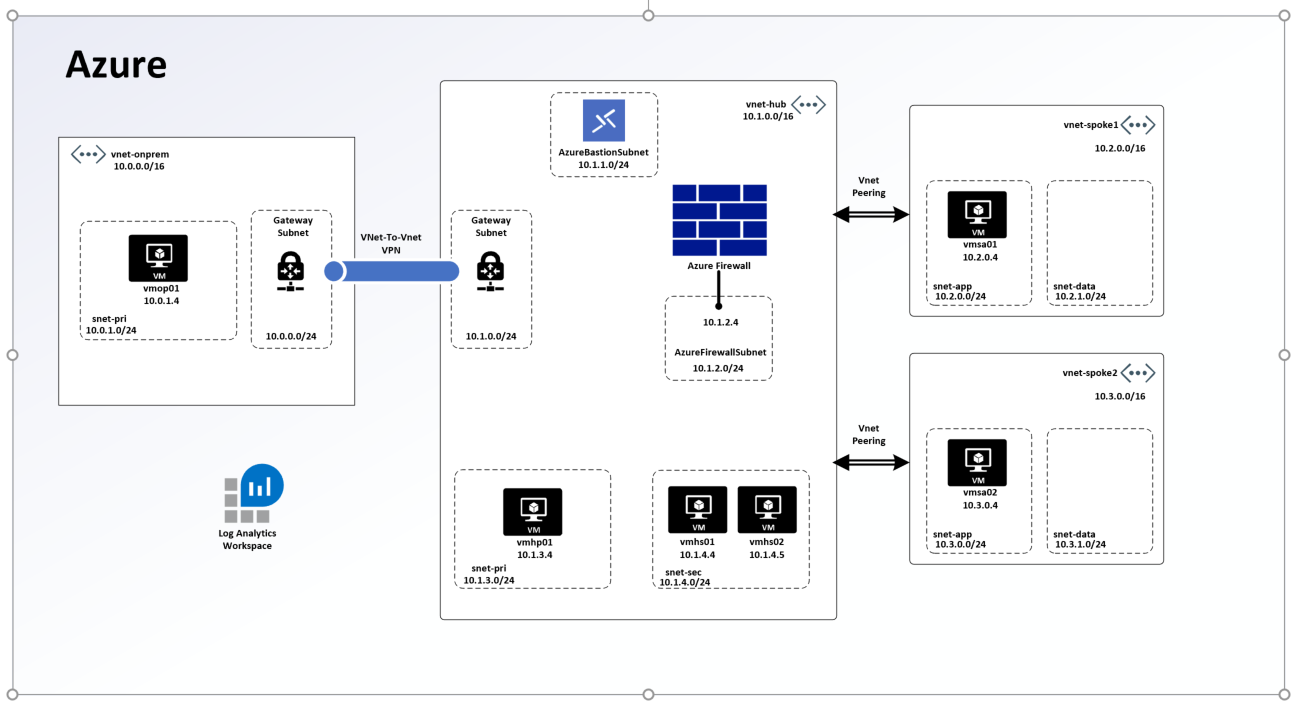 Azure
vnet-onprem
10.0.0.0/16
VM
vmop01
10.0.1.4
snet-pri
10.0.1.0/24
Gateway
Subnet
10.0.0.0/24
VNet-To-Vnet
VPN
Log Analytics
Workspace
vnet-hub
10.1.0.0/16
AzureBastionSubnet
10.1.1.0/24
Gateway
Subnet
10.1.0.0/24
Azure Firewall
10.1.2.4
AzureFirewallSubnet
10.1.2.0/24
VM
vmhp01
10.1.3.4
snet-pri
10.1.3.0/24
VM
vmhs01
10.1.4.4
VM
vmhs02
10.1.4.5
snet-sec
10.1.4.0/24
Vnet
Peering
vnet-spoke1
10.2.0.0/16
VM
vmsa01
10.2.0.4
snet-app
10.2.0.0/24
snet-data
10.2.1.0/24
Vnet
Peering
vnet-spoke2
10.3.0.0/16
VM
vmsa02
10.3.0.4
snet-app
10.3.0.0/24
snet-data
10.3.1.0/24